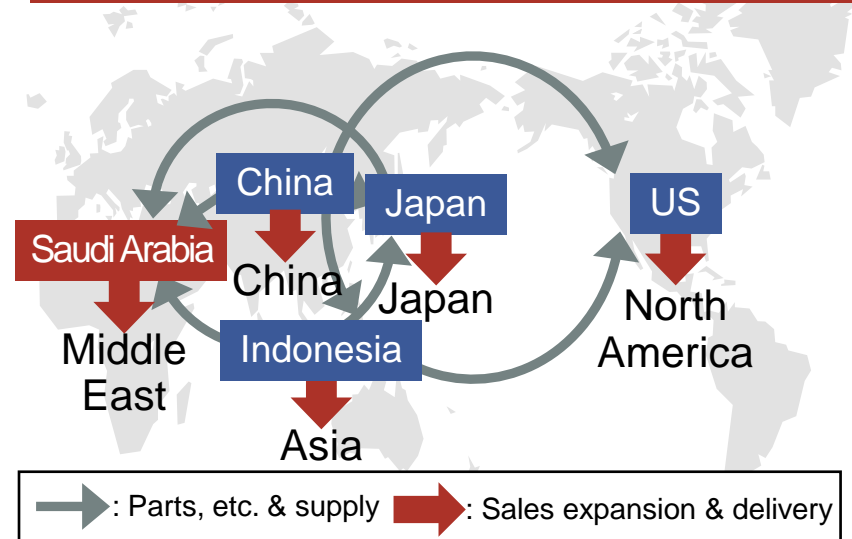 China
Japan
US
Saudi Arabia
China
Japan
North
America
Middle
East
Indonesia
Asia
: Parts, etc. & supply
: Sales expansion & delivery